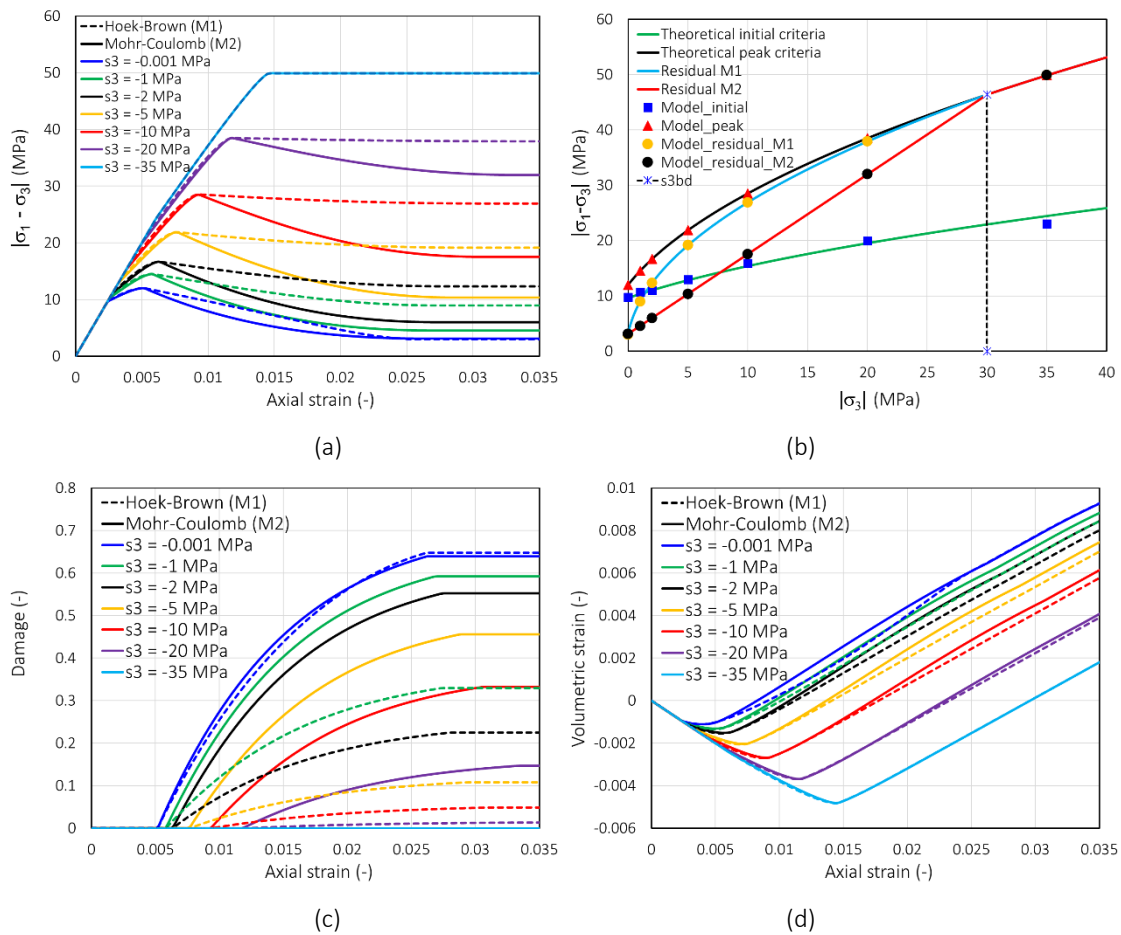 |σ1 - σ3| (MPa)
60
50
40
30
20
10
0
Hoek-Brown (M1)
Mohr-Coulomb (M2)
s3 = -0.001 MPa
s3 = -1 MPa
s3 = -2 MPa
s3 = -5 MPa
s3 = -10 MPa
s3 = -20 MPa
s3 = -35 MPa
0 0.005 0.01 0.015 0.02 0.025 0.03 0.035
Axial strain (-)
(a)
|σ1-σ3| (MPa)
60
50
40
30
20
10
0
Theoretical initial criteria
Theoretical peak criteria
Residual M1
Residual M2
Model_initial
Model_peak
Model_residual_M1
Model_residual_M2
s3bd
0 5 10 15 20 25 30 35 40
|σ3| (MPa)
(b)
Damage (-)
0.8
0.7
0.6
0.5
0.4
0.3
0.2
0.1
0
Hoek-Brown (M1)
Mohr-Coulomb (M2)
s3 = -0.001 MPa
s3 = -1 MPa
s3 = -2 MPa
s3 = -5 MPa
s3 = -10 MPa
s3 = -20 MPa
s3 = -35 MPa
0 0.005 0.01 0.015 0.02 0.025 0.03 0.035
Axial strain (-)
(c)
Volumetric strain (-)
0.01
0.008
0.006
0.004
0.002
0
-0.002
-0.004
-0.006
Hoek-Brown (M1)
Mohr-Coulomb (M2)
s3 = -0.001 MPa
s3 = -1 MPa
s3 = -2 MPa
s3 = -5 MPa
s3 = -10 MPa
s3 = -20 MPa
s3 = -35 MPa
0 0.005 0.01 0.015 0.02 0.025 0.03 0.035
Axial strain (-)
(d)